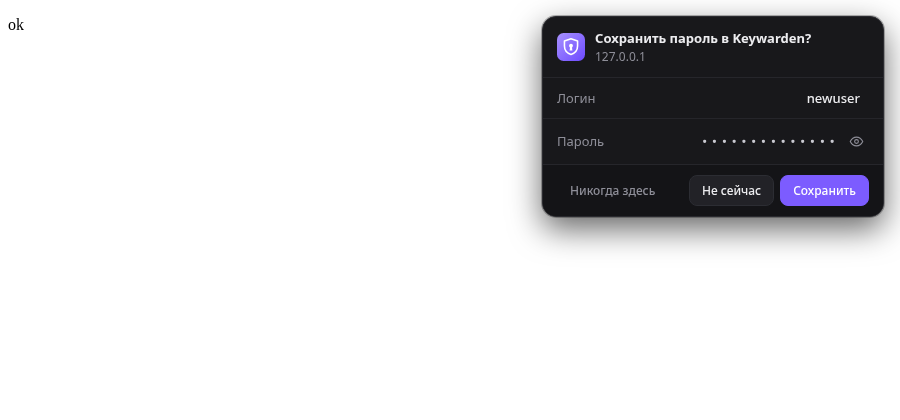 ok
Сохранить пароль в Keywarden?
127.0.0.1
Логин newuser
Пароль ••••••••••••••
Никогда здесь Не сейчас Сохранить